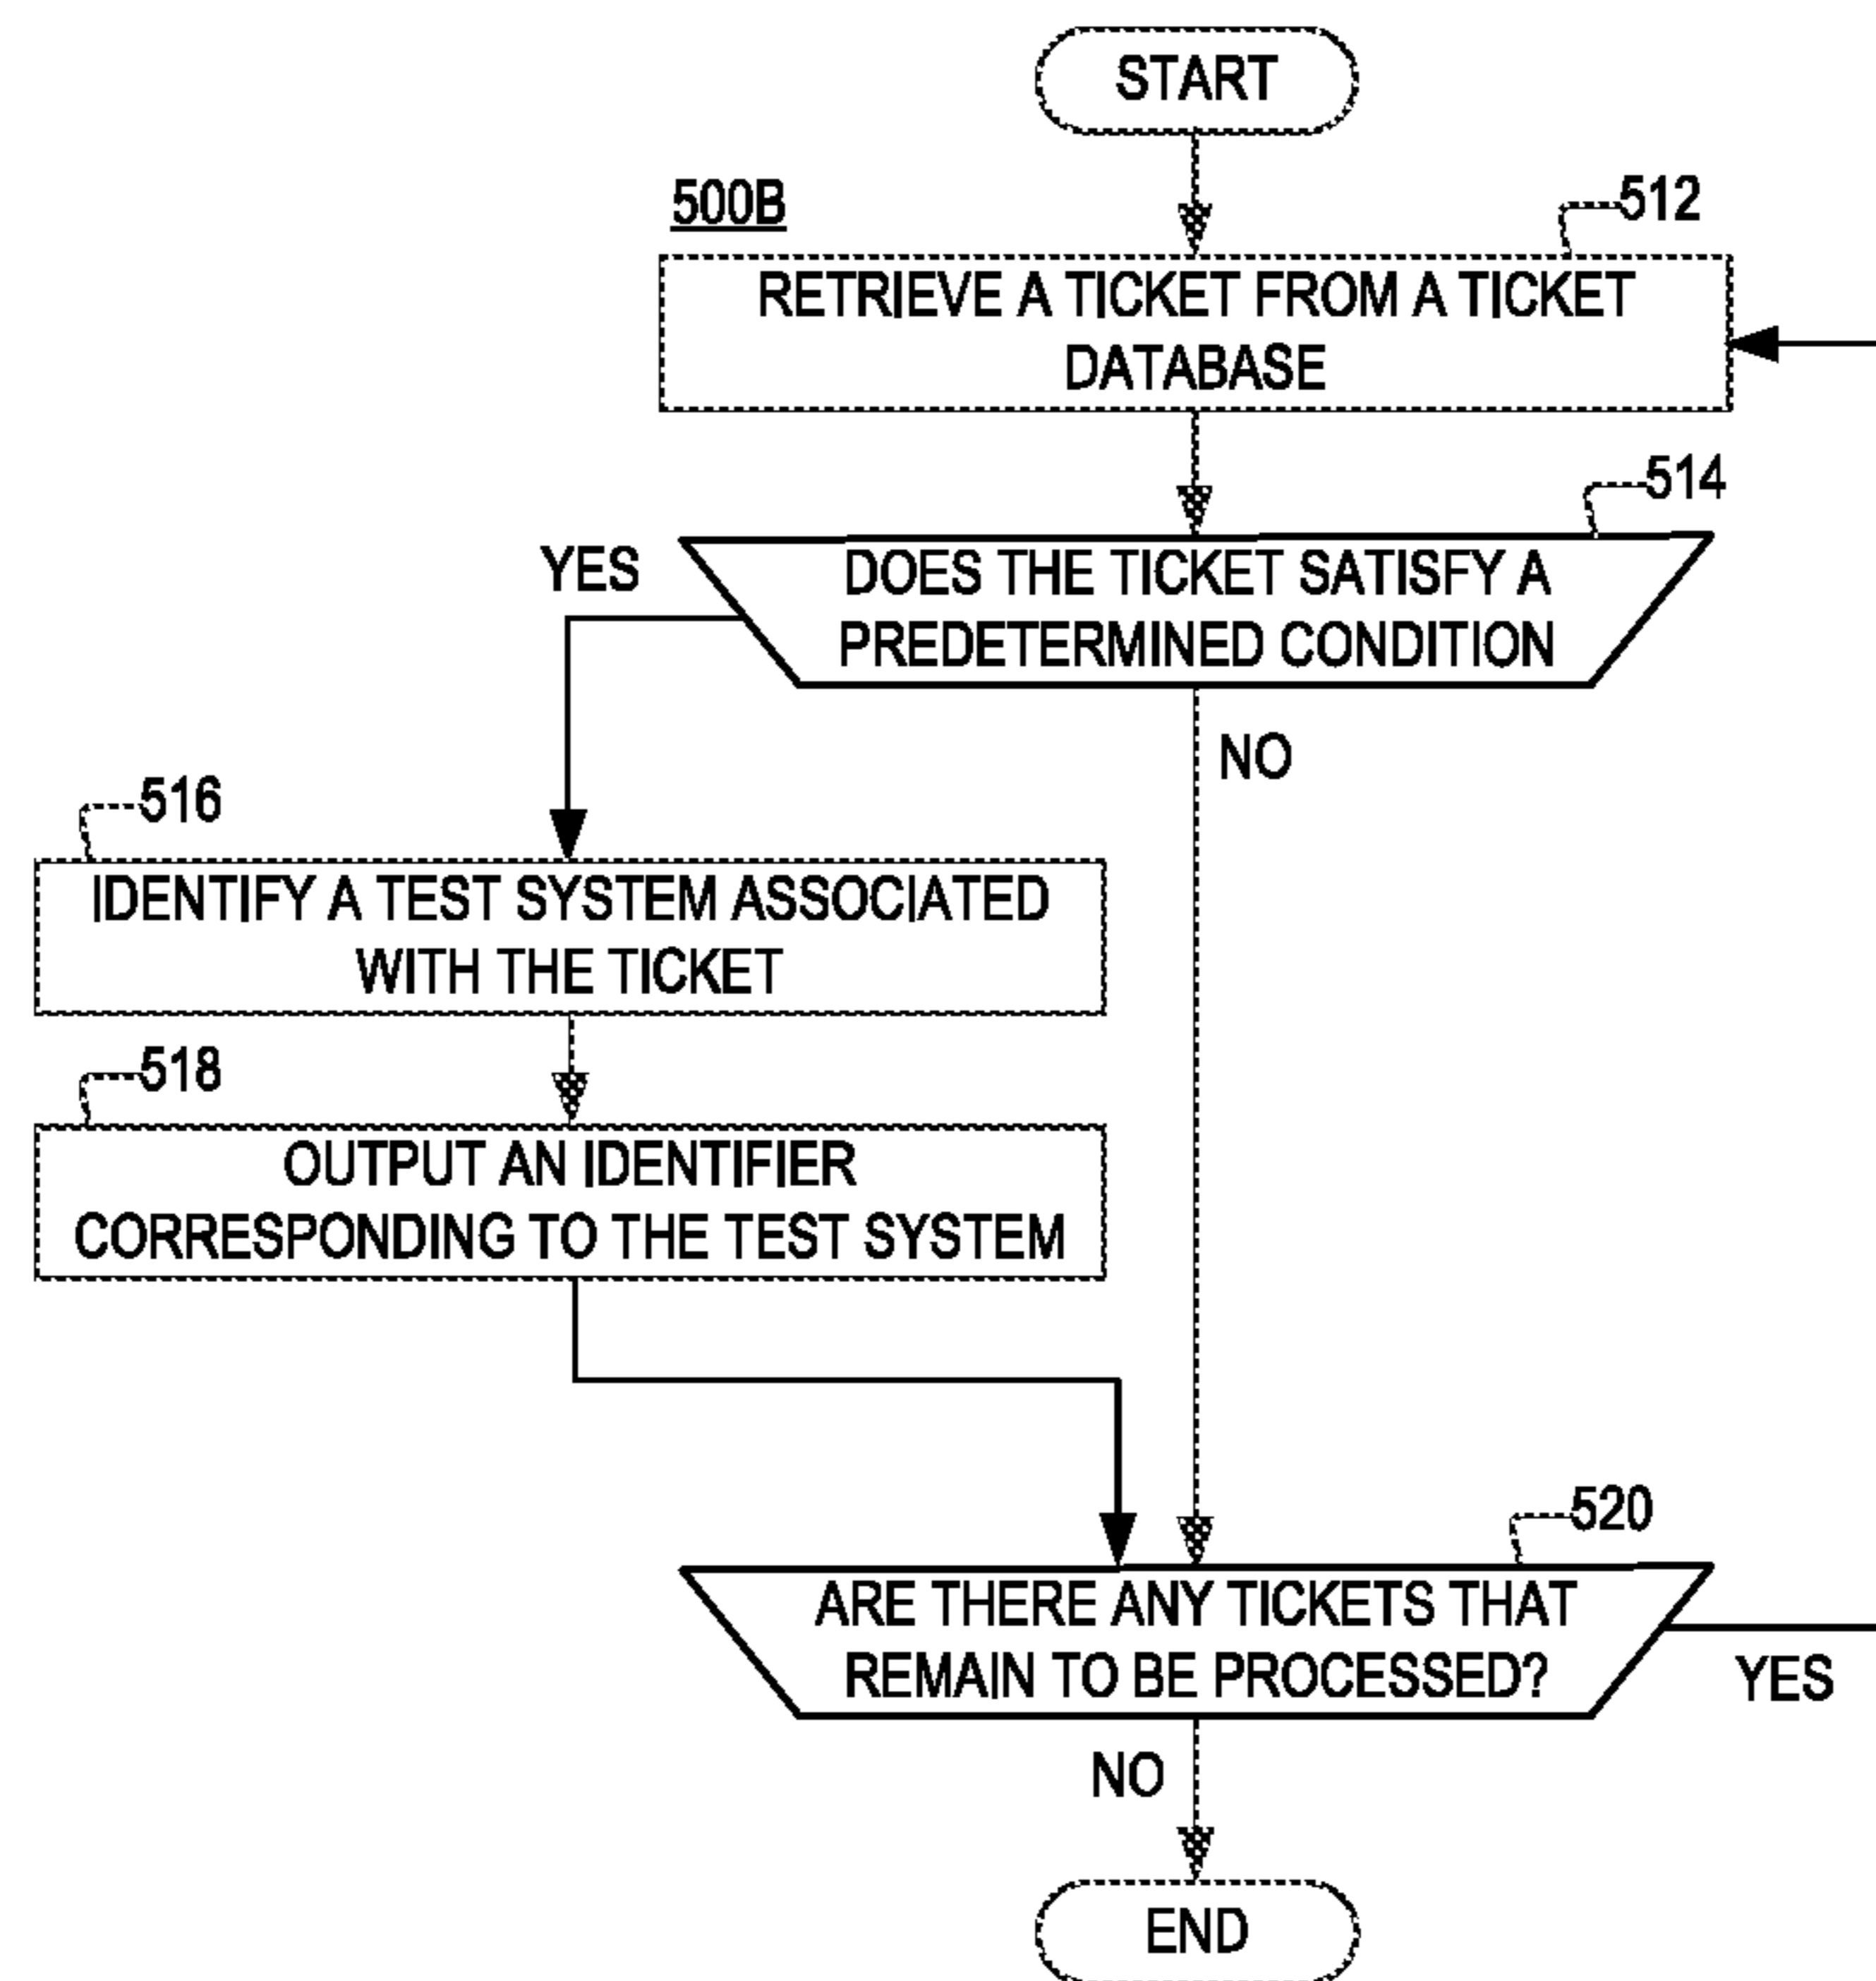 START
500B
512
RETRIEVE A TICKET FROM A TICKET
DATABASE
514
YES
DOES THE TICKET SATISFY A
PREDETERMINED CONDITION
NO
516
IDENTIFY A TEST SYSTEM ASSOCIATED
WITH THE TICKET
518
OUTPUT AN IDENTIFIER
CORRESPONDING TO THE TEST SYSTEM
520
ARE THERE ANY TICKETS THAT
REMAIN TO BE PROCESSED?
YES
NO
END